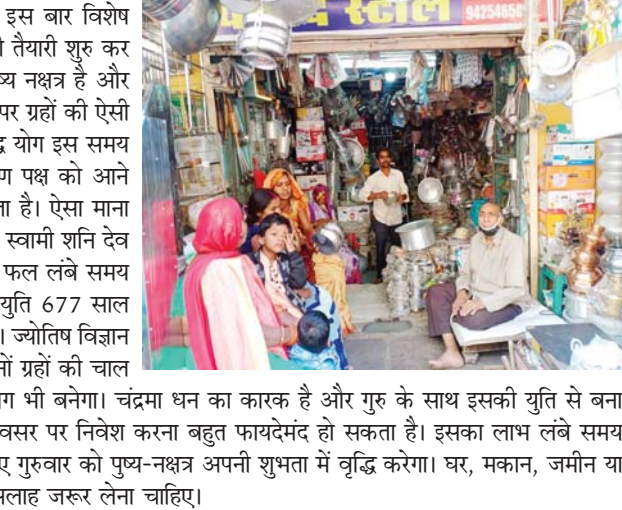 इस बार विशेष
तैयारी शुरु कर
नक्षत्र है और
पर ग्रहों की ऐसी
योग इस समय
पक्ष को आने
है। ऐसा माना
स्वामी शनि देव
फल लंबे समय
युति 677 साल
। ज्योतिष विज्ञान
ग्रहों की चाल
स्टील 94254656
भी बनेगा। चंद्रमा धन का कारक है और गुरु के साथ इसकी युति से बना
पर निवेश करना बहुत फायदेमंद हो सकता है। इसका लाभ लंबे समय
गुरुवार को पुष्य-नक्षत्र अपनी शुभता में वृद्धि करेगा। घर, मकान, जमीन या
जरूर लेना चाहिए।